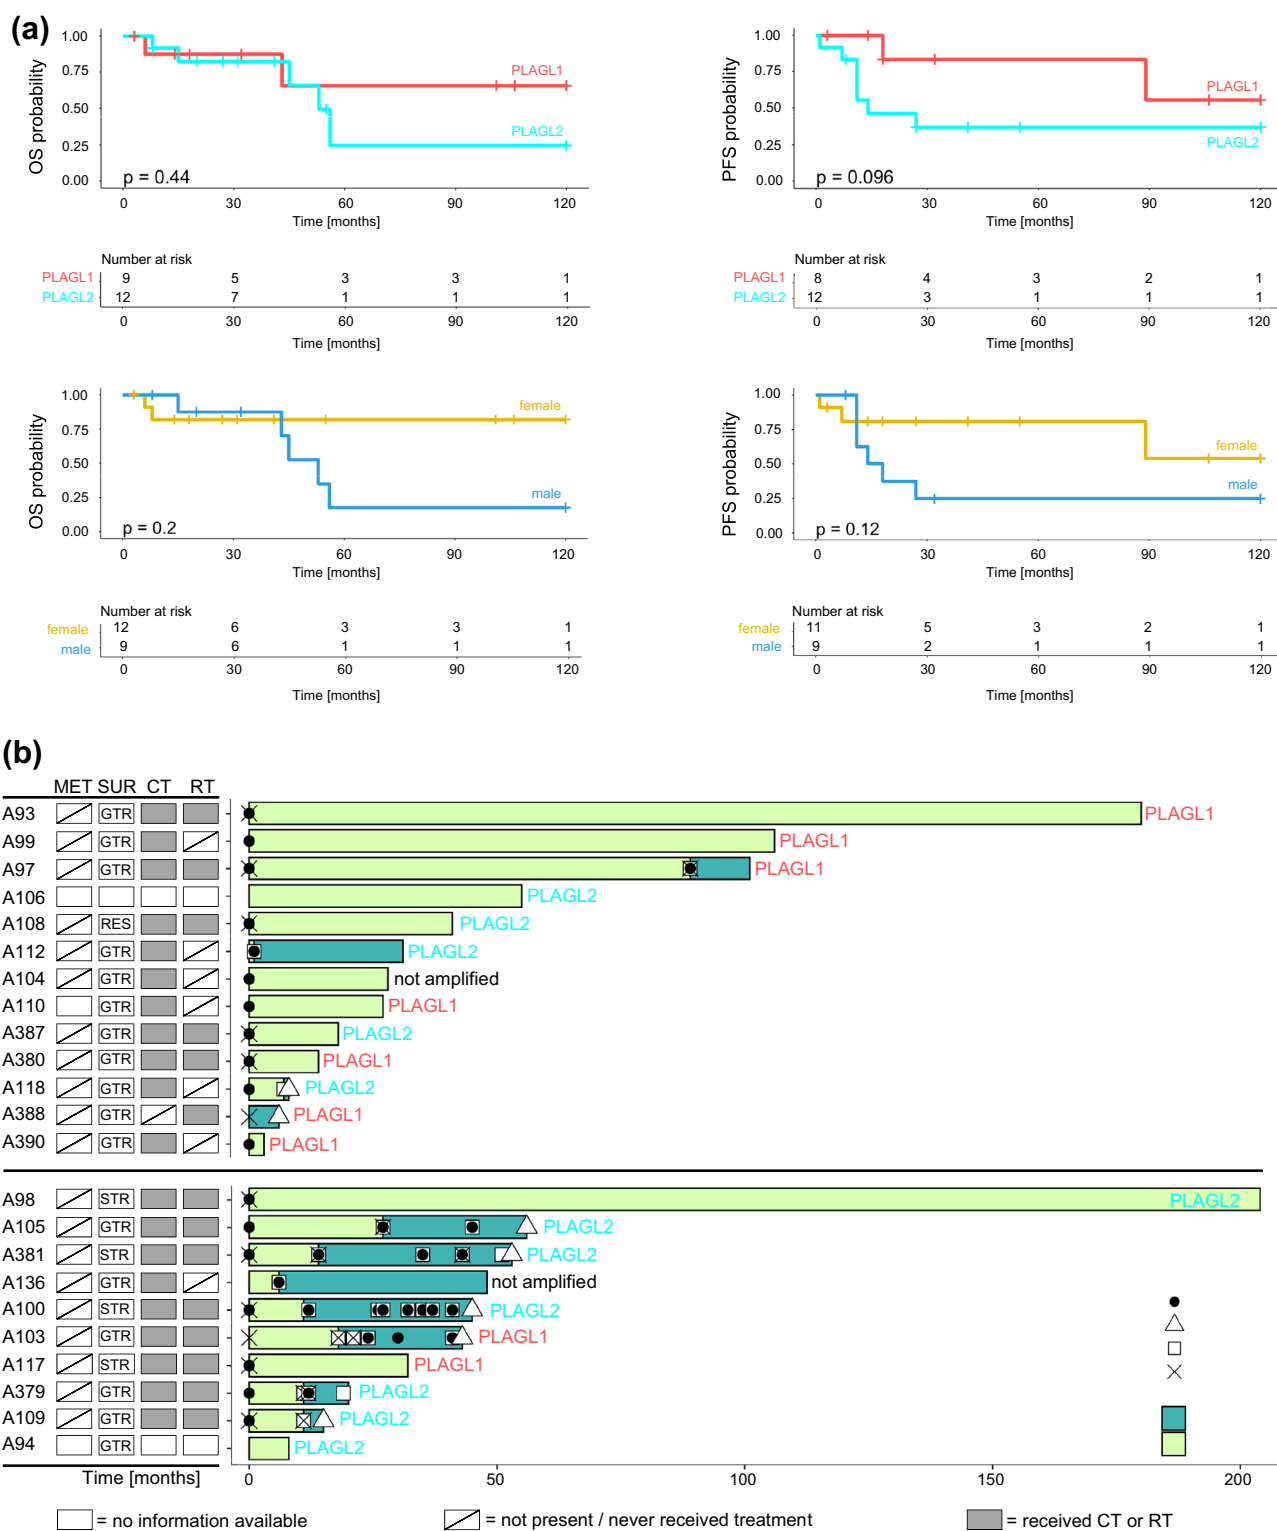 (a)
1.00
0.75
0.50
0.25
0.00
OS probability
PLAGL1
PLAGL2
p = 0.44
0 30 60 90 120
Time [months]
Number at risk
PLAGL1 9 5 3 3 1
PLAGL2 12 7 1 1 1
0 30 60 90 120
Time [months]
1.00
0.75
0.50
0.25
0.00
PFS probability
PLAGL1
PLAGL2
p = 0.096
0 30 60 90 120
Time [months]
Number at risk
PLAGL1 8 4 3 2 1
PLAGL2 12 3 1 1 1
0 30 60 90 120
Time [months]
1.00
0.75
0.50
0.25
0.00
OS probability
female
male
p = 0.2
0 30 60 90 120
Time [months]
Number at risk
female 12 6 3 3 1
male 9 6 1 1 1
0 30 60 90 120
Time [months]
1.00
0.75
0.50
0.25
0.00
PFS probability
female
male
p = 0.12
0 30 60 90 120
Time [months]
Number at risk
female 11 5 3 2 1
male 9 2 1 1 1
0 30 60 90 120
Time [months]
(b)
MET SUR CT RT
A93 GTR PLAGL1
A99 GTR PLAGL1
A97 GTR PLAGL1
A106 PLAGL2
A108 RES PLAGL2
A112 GTR PLAGL2
A104 GTR not amplified
A110 GTR PLAGL1
A387 GTR PLAGL2
A380 GTR PLAGL1
A118 GTR PLAGL2
A388 GTR PLAGL1
A390 GTR PLAGL1
A98 STR PLAGL2
A105 GTR PLAGL2
A381 STR PLAGL2
A136 GTR not amplified
A100 STR PLAGL2
A103 GTR PLAGL1
A117 STR PLAGL1
A379 GTR PLAGL2
A109 GTR PLAGL2
A94 GTR PLAGL2
Time [months] 0 50 100 150 200
= no information available
= not present / never received treatment
= received CT or RT